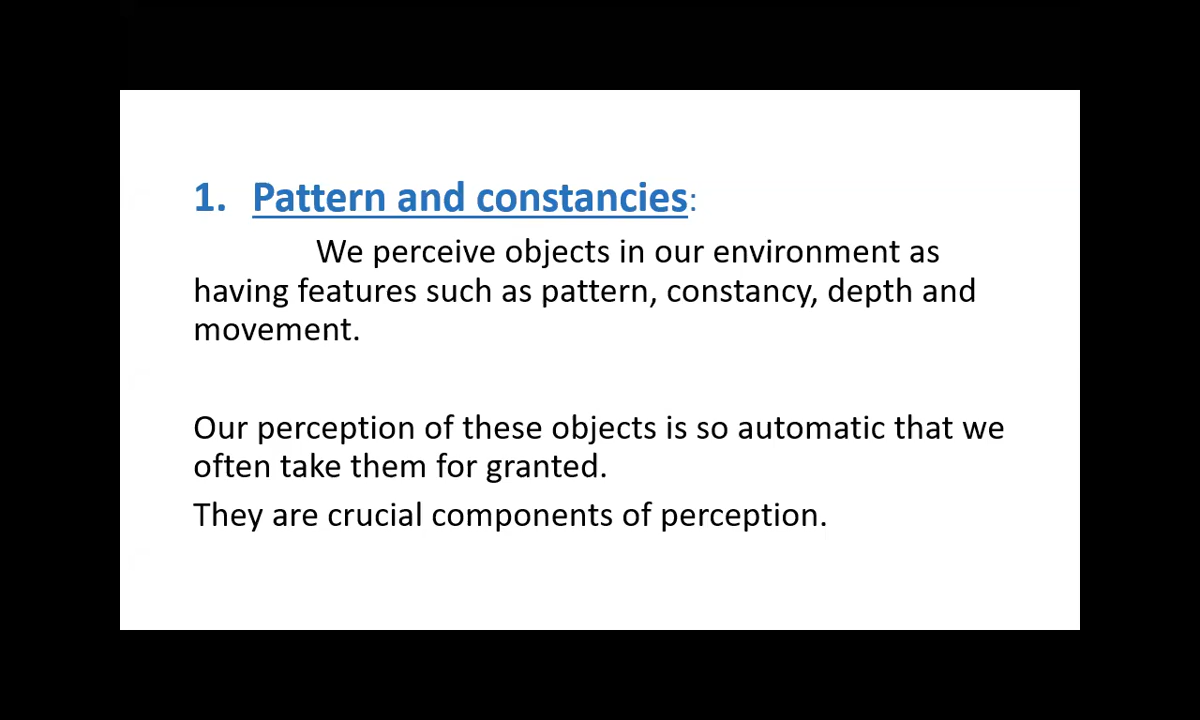 1. Pattern and constancies:
We perceive objects in our environment as
having features such as pattern, constancy, depth and
movement.
Our perception of these objects is so automatic that we
often take them for granted.
They are crucial components of perception.